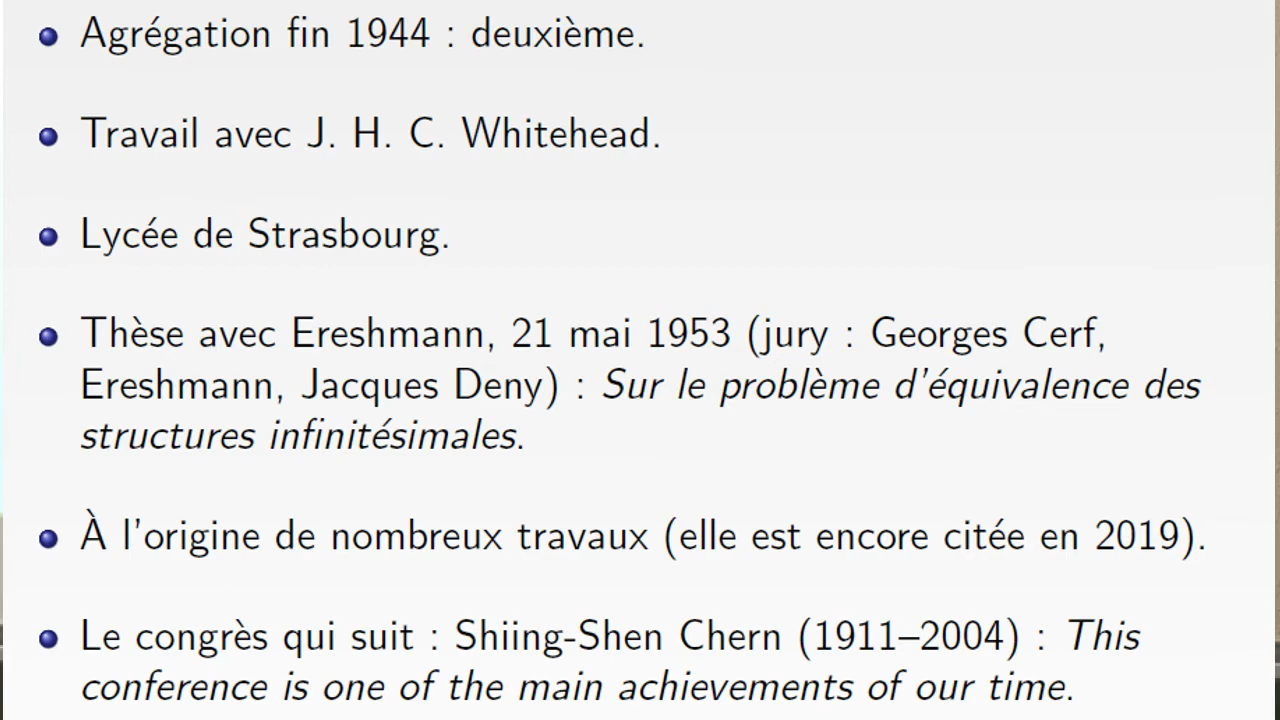 Agrégation fin 1944 : deuxième.
Travail avec J. H. C. Whitehead.
Lycée de Strasbourg.
Thèse avec Ereshmann, 21 mai 1953 (jury : Georges Cerf,
Ereshmann, Jacques Deny) : Sur le problème d'équivalence des
structures infinitésimales.
À l'origine de nombreux travaux (elle est encore citée en 2019).
Le congrès qui suit : Shiing-Shen Chern (1911–2004) : This
conference is one of the main achievements of our time.